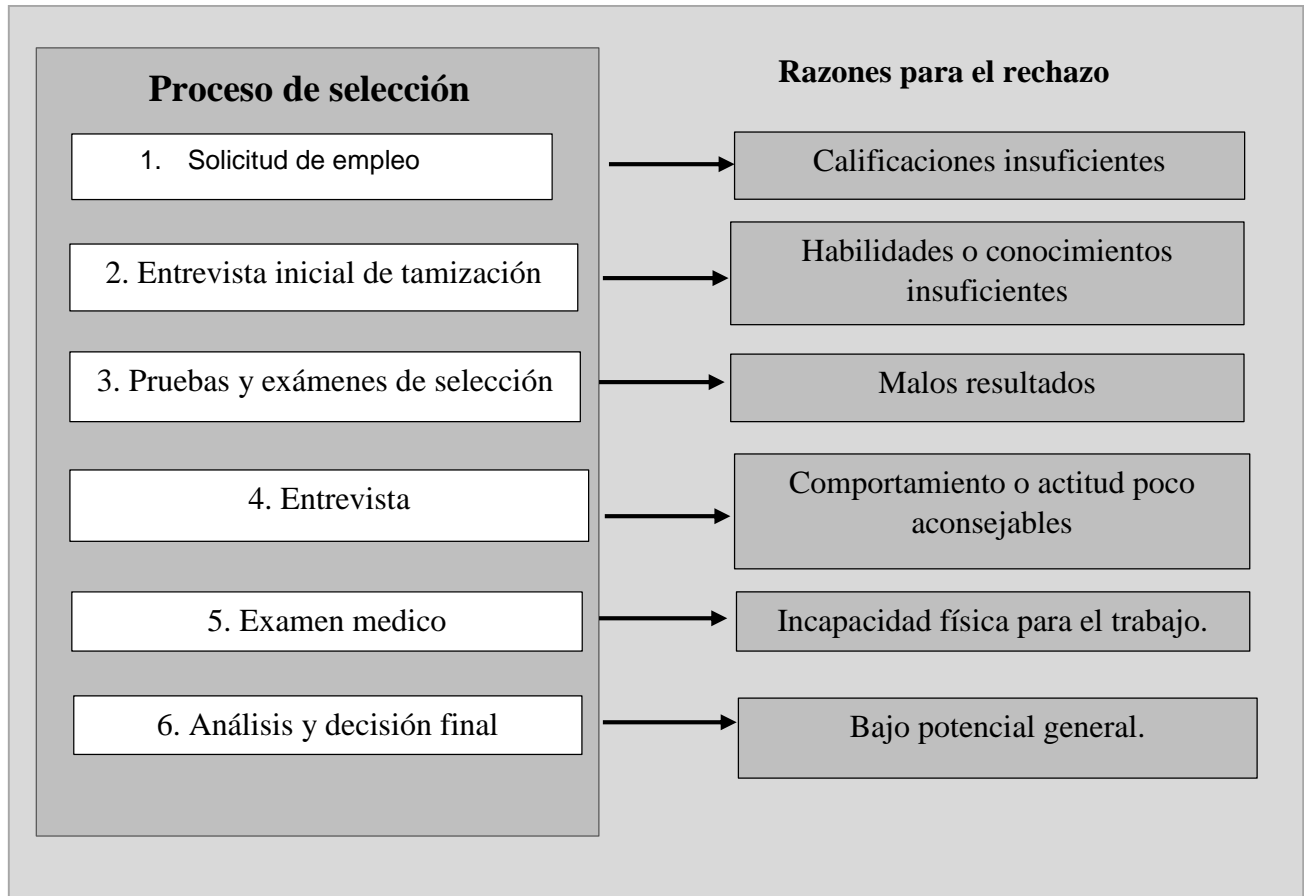 Proceso de selección
Razones para el rechazo
1. Solicitud de empleo
Calificaciones insuficientes
2. Entrevista inicial de tamización
Habilidades o conocimientos
insuficientes
3. Pruebas y exámenes de selección
Malos resultados
4. Entrevista
Comportamiento o actitud poco
aconsejables
5. Examen medico
Incapacidad física para el trabajo.
6. Análisis y decisión final
Bajo potencial general.